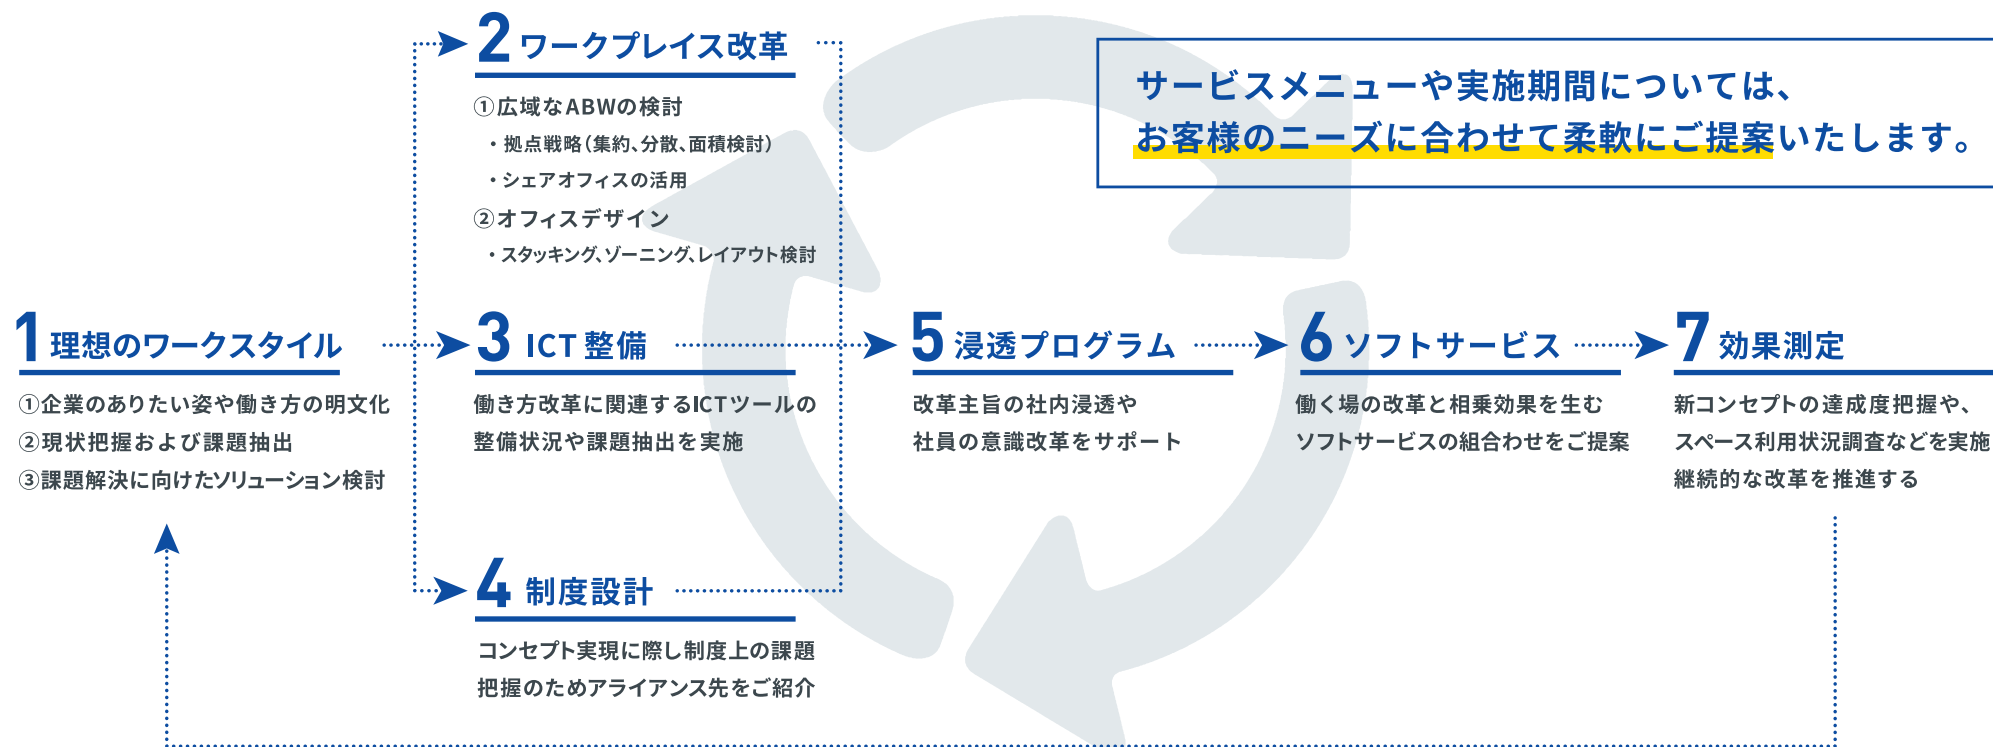 サービスメニューや実施期間については、
お客様のニーズに合わせて柔軟にご提案いたします。
1 理想のワークスタイル
①企業のありたい姿や働き方の明文化
②現状把握および課題抽出
③課題解決に向けたソリューション検討
2 ワークプレイス改革
①広域なABWの検討
・拠点戦略(集約、分散、面積検討)
・シェアオフィスの活用
②オフィスデザイン
・スタッキング、ゾーニング、レイアウト検討
3 ICT 整備
働き方改革に関連するICTツールの
整備状況や課題抽出を実施
4 制度設計
コンセプト実現に際し制度上の課題
把握のためアライアンス先をご紹介
5 浸透プログラム
改革主旨の社内浸透や
社員の意識改革をサポート
6 ソフトサービス
働く場の改革と相乗効果を生む
ソフトサービスの組合わせをご提案
7 効果測定
新コンセプトの達成度把握や、
スペース利用状況調査などを実施
継続的な改革を推進する